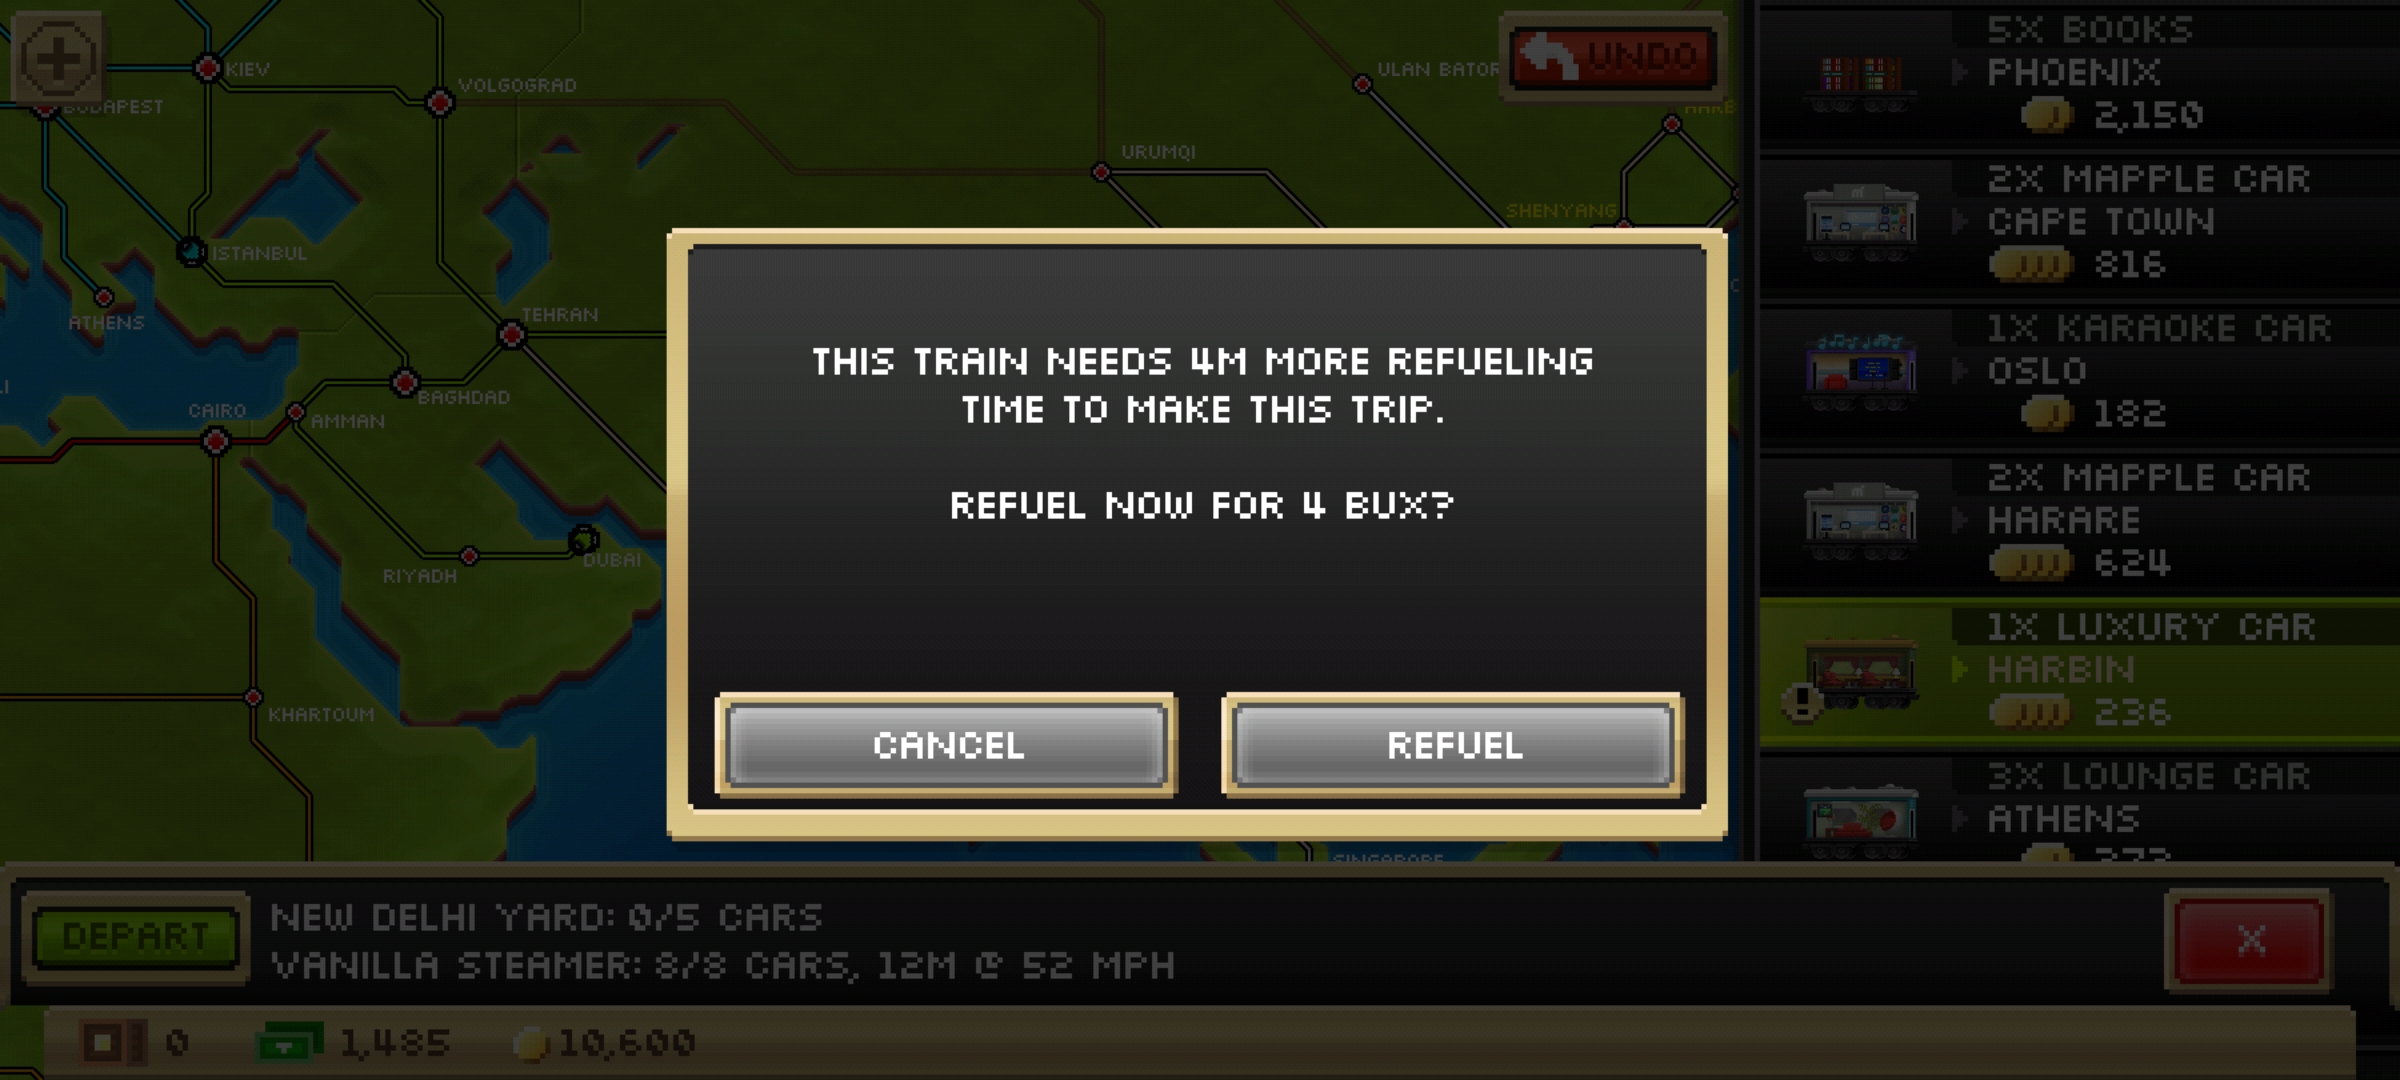 KIEV
BUDAPEST
VOLGOGRAD
ULAN BATOR
UNDO
HARB
URUMQI
SHENYANG
ISTANBUL
ATHENS
TEHRAN
BAGHDAD
CAIRO
AMMAN
RIYADH
DUBAI
KHARTOUM
SINGAPORE
THIS TRAIN NEEDS 4M MORE REFUELING
TIME TO MAKE THIS TRIP.
REFUEL NOW FOR 4 BUX?
CANCEL
REFUEL
5X BOOKS
PHOENIX
2,150
2X MAPPLE CAR
CAPE TOWN
816
1X KARAOKE CAR
OSLO
182
2X MAPPLE CAR
HARARE
624
1X LUXURY CAR
HARBIN
236
3X LOUNGE CAR
ATHENS
DEPART
NEW DELHI YARD: 0/5 CARS
VANILLA STEAMER: 8/8 CARS, 12M @ 52 MPH
X
0
1,485
10,600